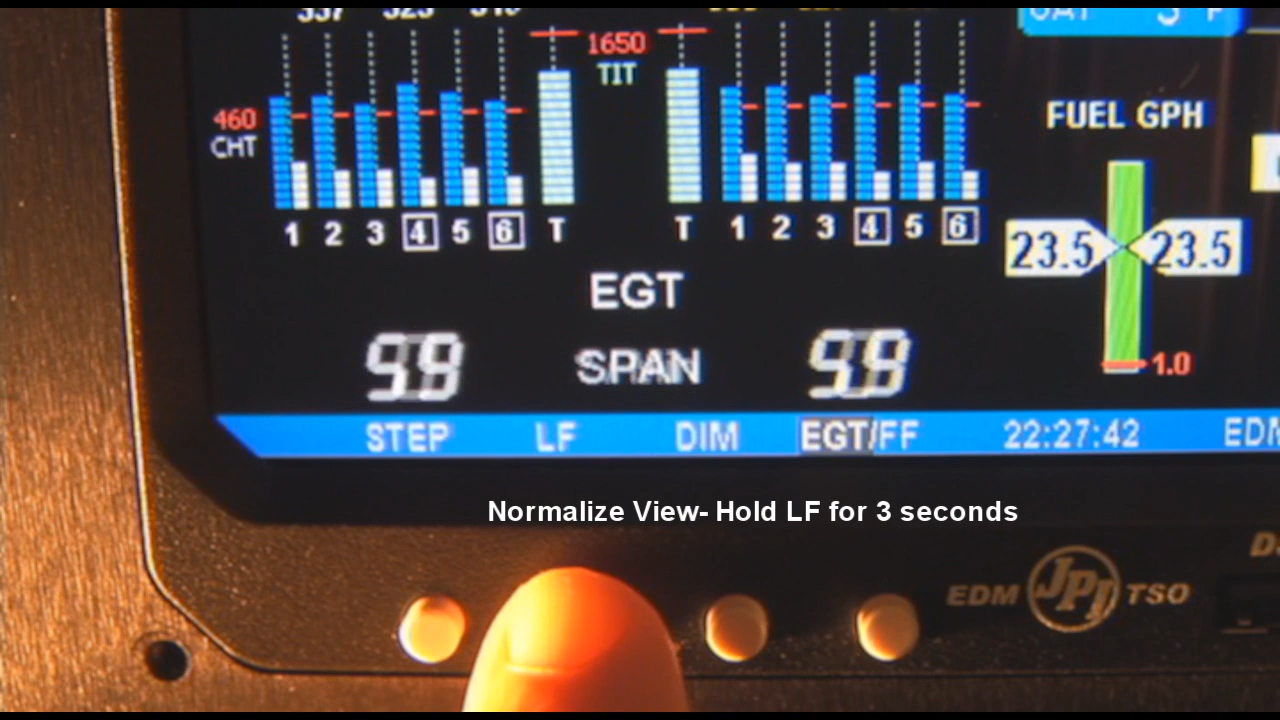 1650
TIT
460
CHT
FUEL GPH
1 2 3 4 5 6 T
T 1 2 3 4 5 6
23.5 23.5
EGT
SPAN
1.0
STEP LF DIM EGT/FF 22:27:42
Normalize View- Hold LF for 3 seconds
EDM JPI TSO